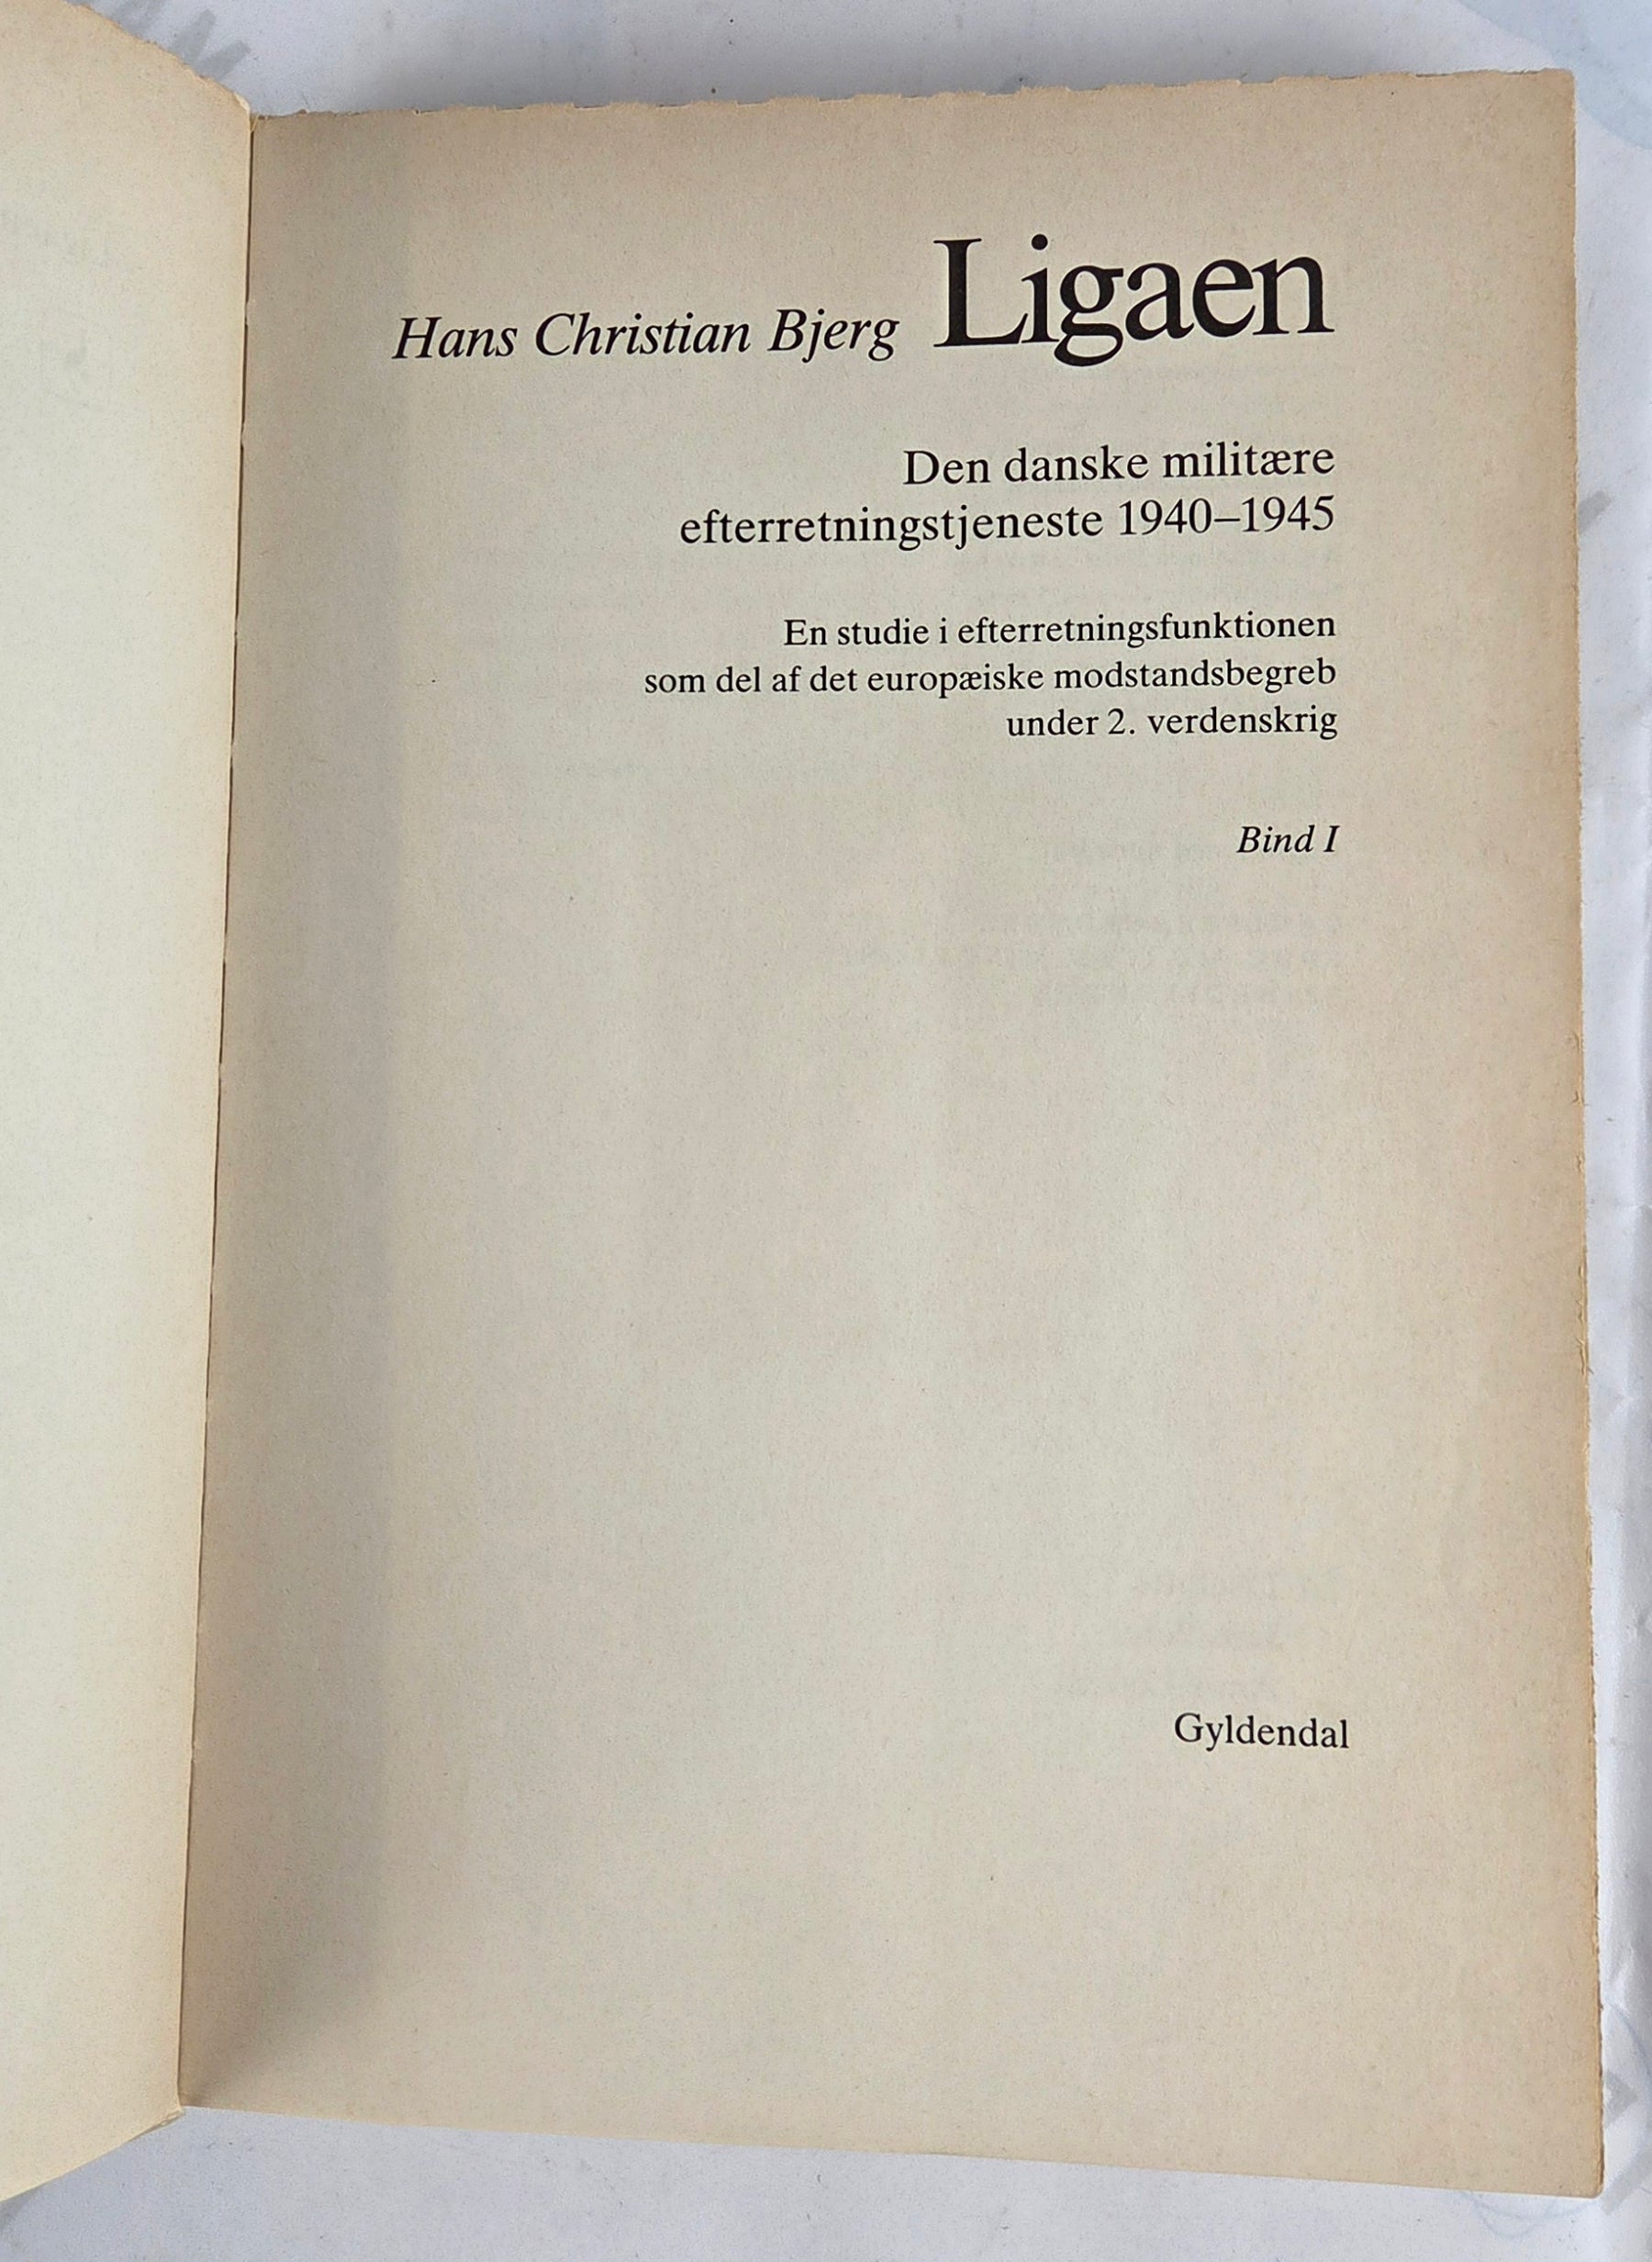 Hans Christian Bjerg Ligaen
Den danske militære
efterretningstjeneste 1940–1945
En studie i efterretningsfunktionen
som del af det europæiske modstandsbegreb
under 2. verdenskrig
Bind I
Gyldendal